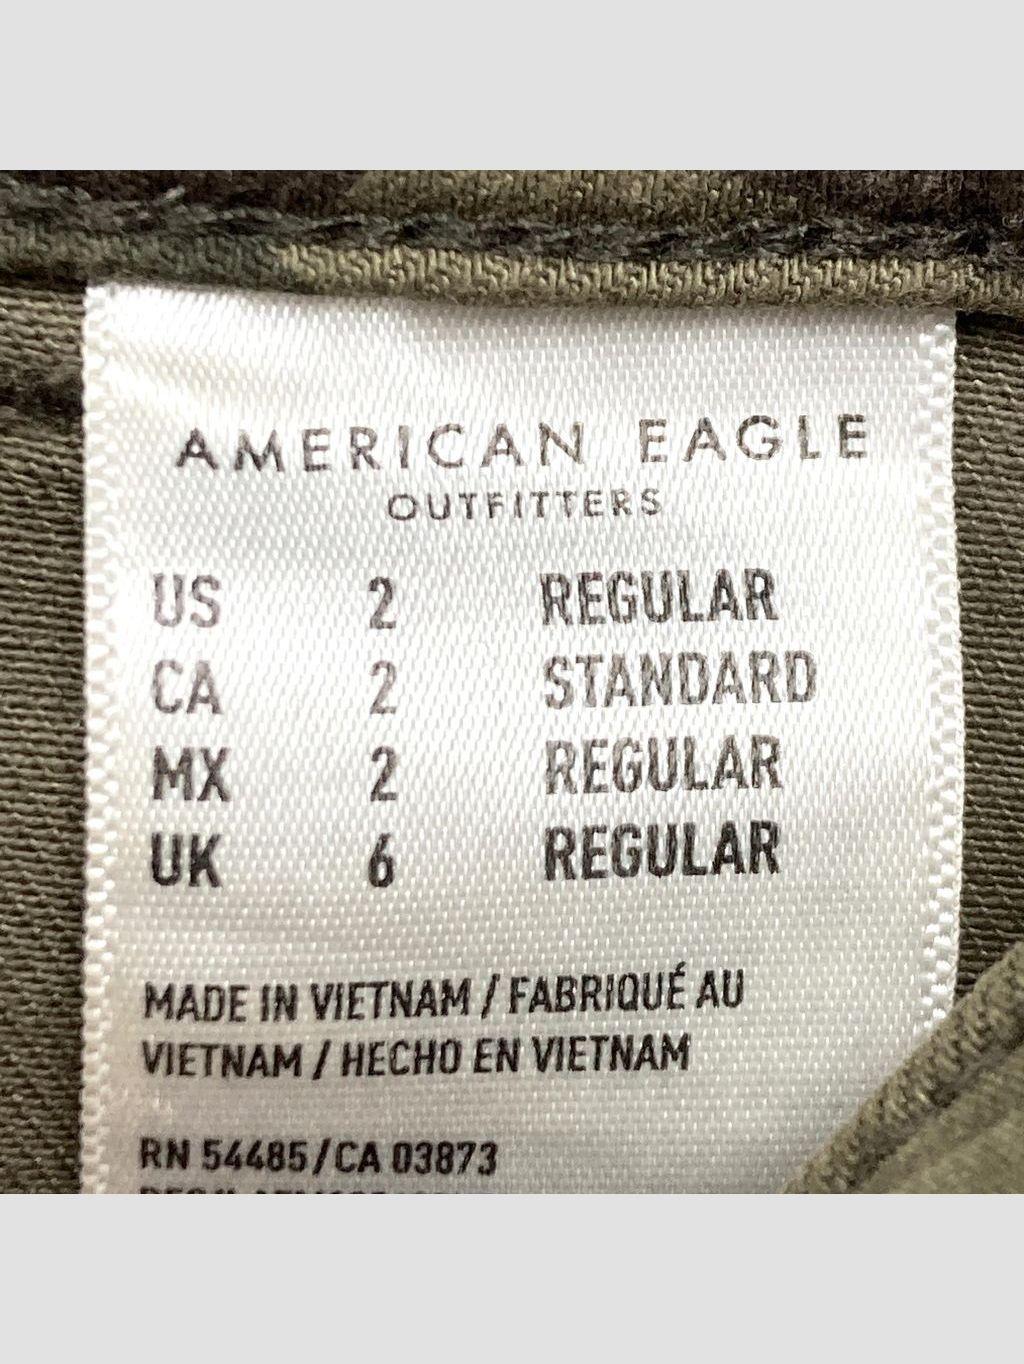 AMERICAN EAGLE
OUTFITTERS
US 2 REGULAR
CA 2 STANDARD
MX 2 REGULAR
UK 6 REGULAR
MADE IN VIETNAM / FABRIQUÉ AU
VIETNAM / HECHO EN VIETNAM
RN 54485/CA 03873